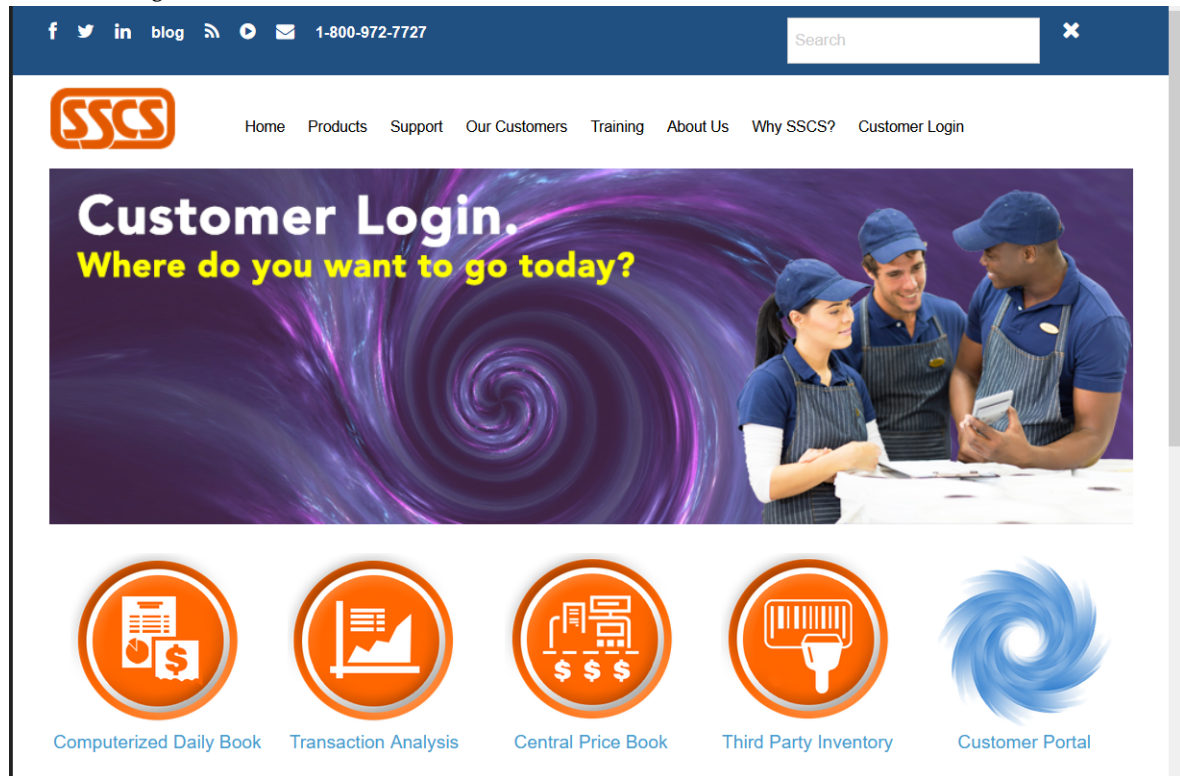 blog 1-800-972-7727 Search
SSCS
Home Products Support Our Customers Training About Us Why SSCS? Customer Login
Customer Login.
Where do you want to go today?
Computerized Daily Book Transaction Analysis Central Price Book Third Party Inventory Customer Portal